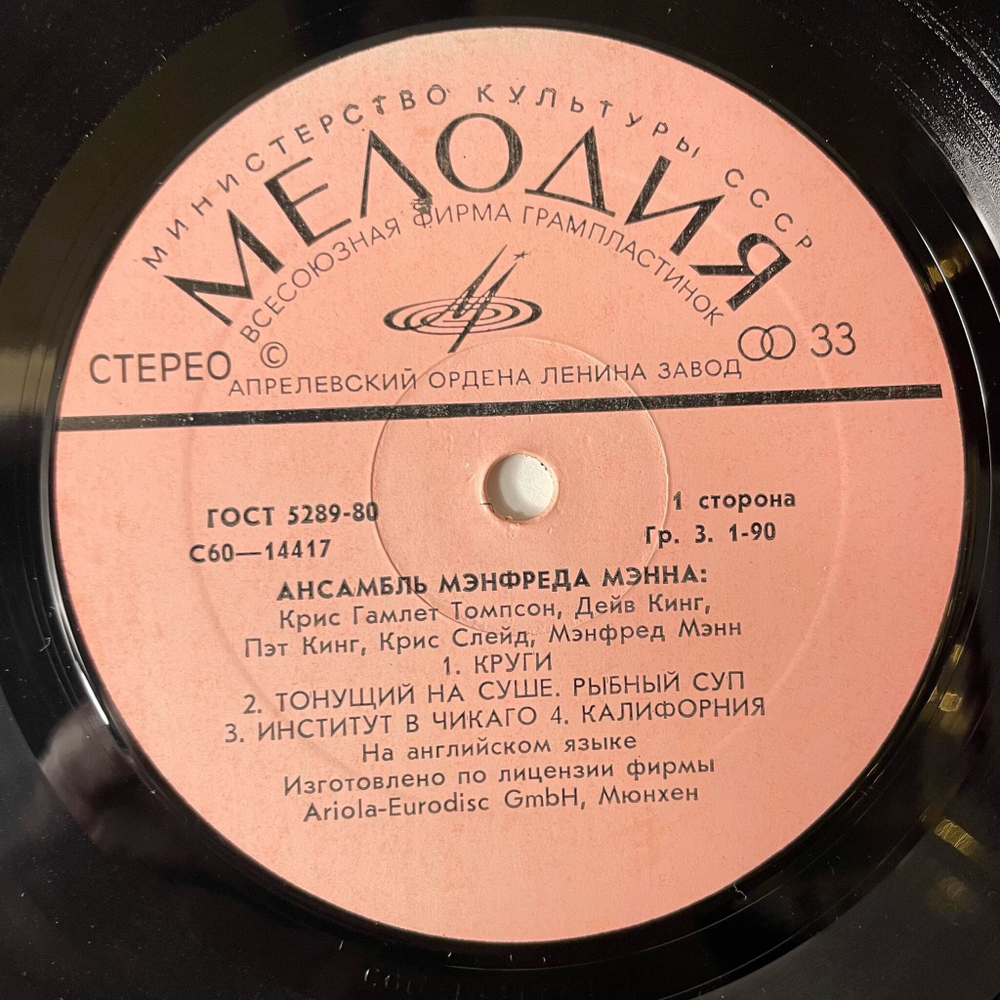 МИНИСТЕРСТВО КУЛЬТУРЫ СССР
МЕЛОДИЯ
ВСЕСОЮЗНАЯ ФИРМА ГРАМПЛАСТИНОК
СТЕРЕО © 33
АПРЕЛЕВСКИЙ ОРДЕНА ЛЕНИНА ЗАВОД
ГОСТ 5289-80 1 сторона
С60—14417 Гр. 3. 1-90
АНСАМБЛЬ МЭНФРЕДА МЭННА:
Крис Гамлет Томпсон, Дейв Кинг,
Пэт Кинг, Крис Слейд, Мэнфред Мэнн
1. КРУГИ
2. ТОНУЩИЙ НА СУШЕ. РЫБНЫЙ СУП
3. ИНСТИТУТ В ЧИКАГО 4. КАЛИФОРНИЯ
На английском языке
Изготовлено по лицензии фирмы
Ariola-Eurodisc GmbH, Мюнхен